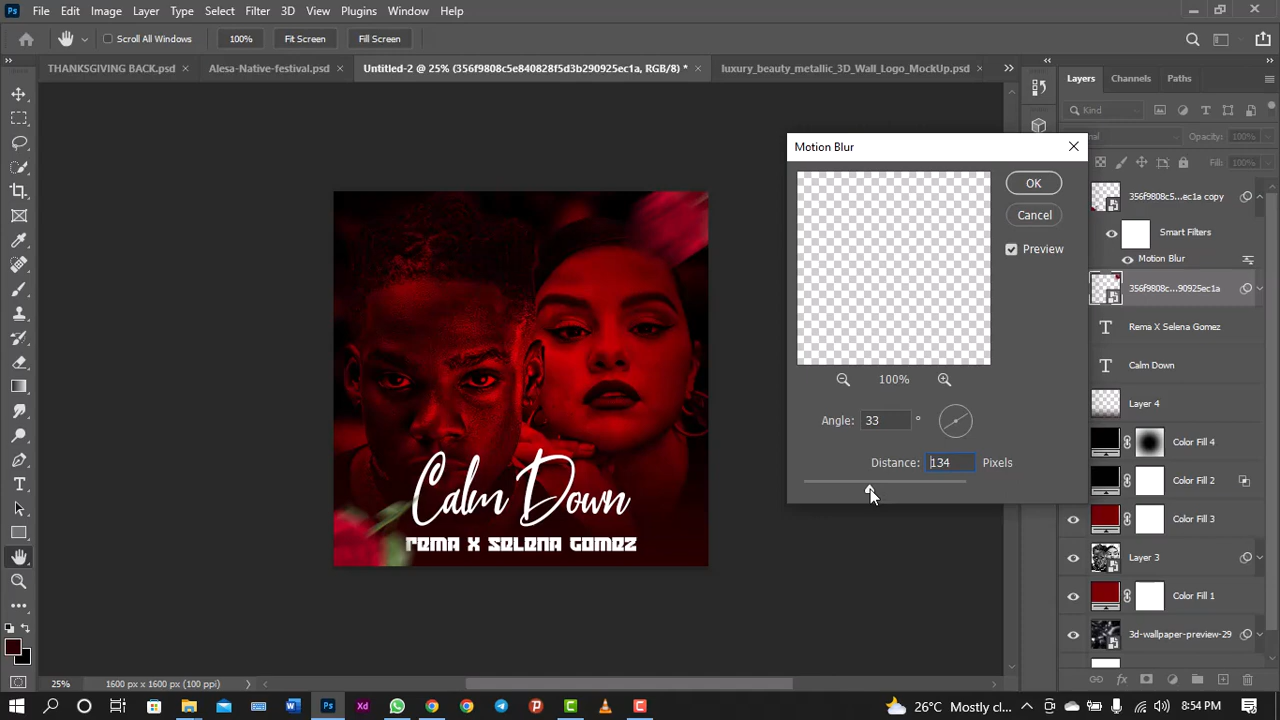 Ps File Edit Image Layer Type Select Filter 3D View Plugins Window Help
Scroll All Windows 100% Fit Screen Fill Screen
THANKSGIVING BACK.psd × Alesa-Native-festival.psd × Untitled-2 @ 25% (356f9808c5e840828f5d3b290925ec1a, RGB/8) * × luxury_beauty_metallic_3D_Wall_Logo_MockUp.psd ×
Layers Channels Paths
Kind
Opacity: 100%
Fill: 100%
Motion Blur
OK
Cancel
Preview
100%
Angle: 33 °
Distance: 134 Pixels
356f9808c5...ec1a copy
Smart Filters
Motion Blur
356f9808c...90925ec1a
T Rema X Selena Gomez
T Calm Down
Layer 4
Color Fill 4
Color Fill 2
Color Fill 3
Layer 3
Color Fill 1
3d-wallpaper-preview-29
Calm Down
Rema X Selena Gomez
25% 1600 px x 1600 px (100 ppi)
26°C Mostly cl... 8:54 PM